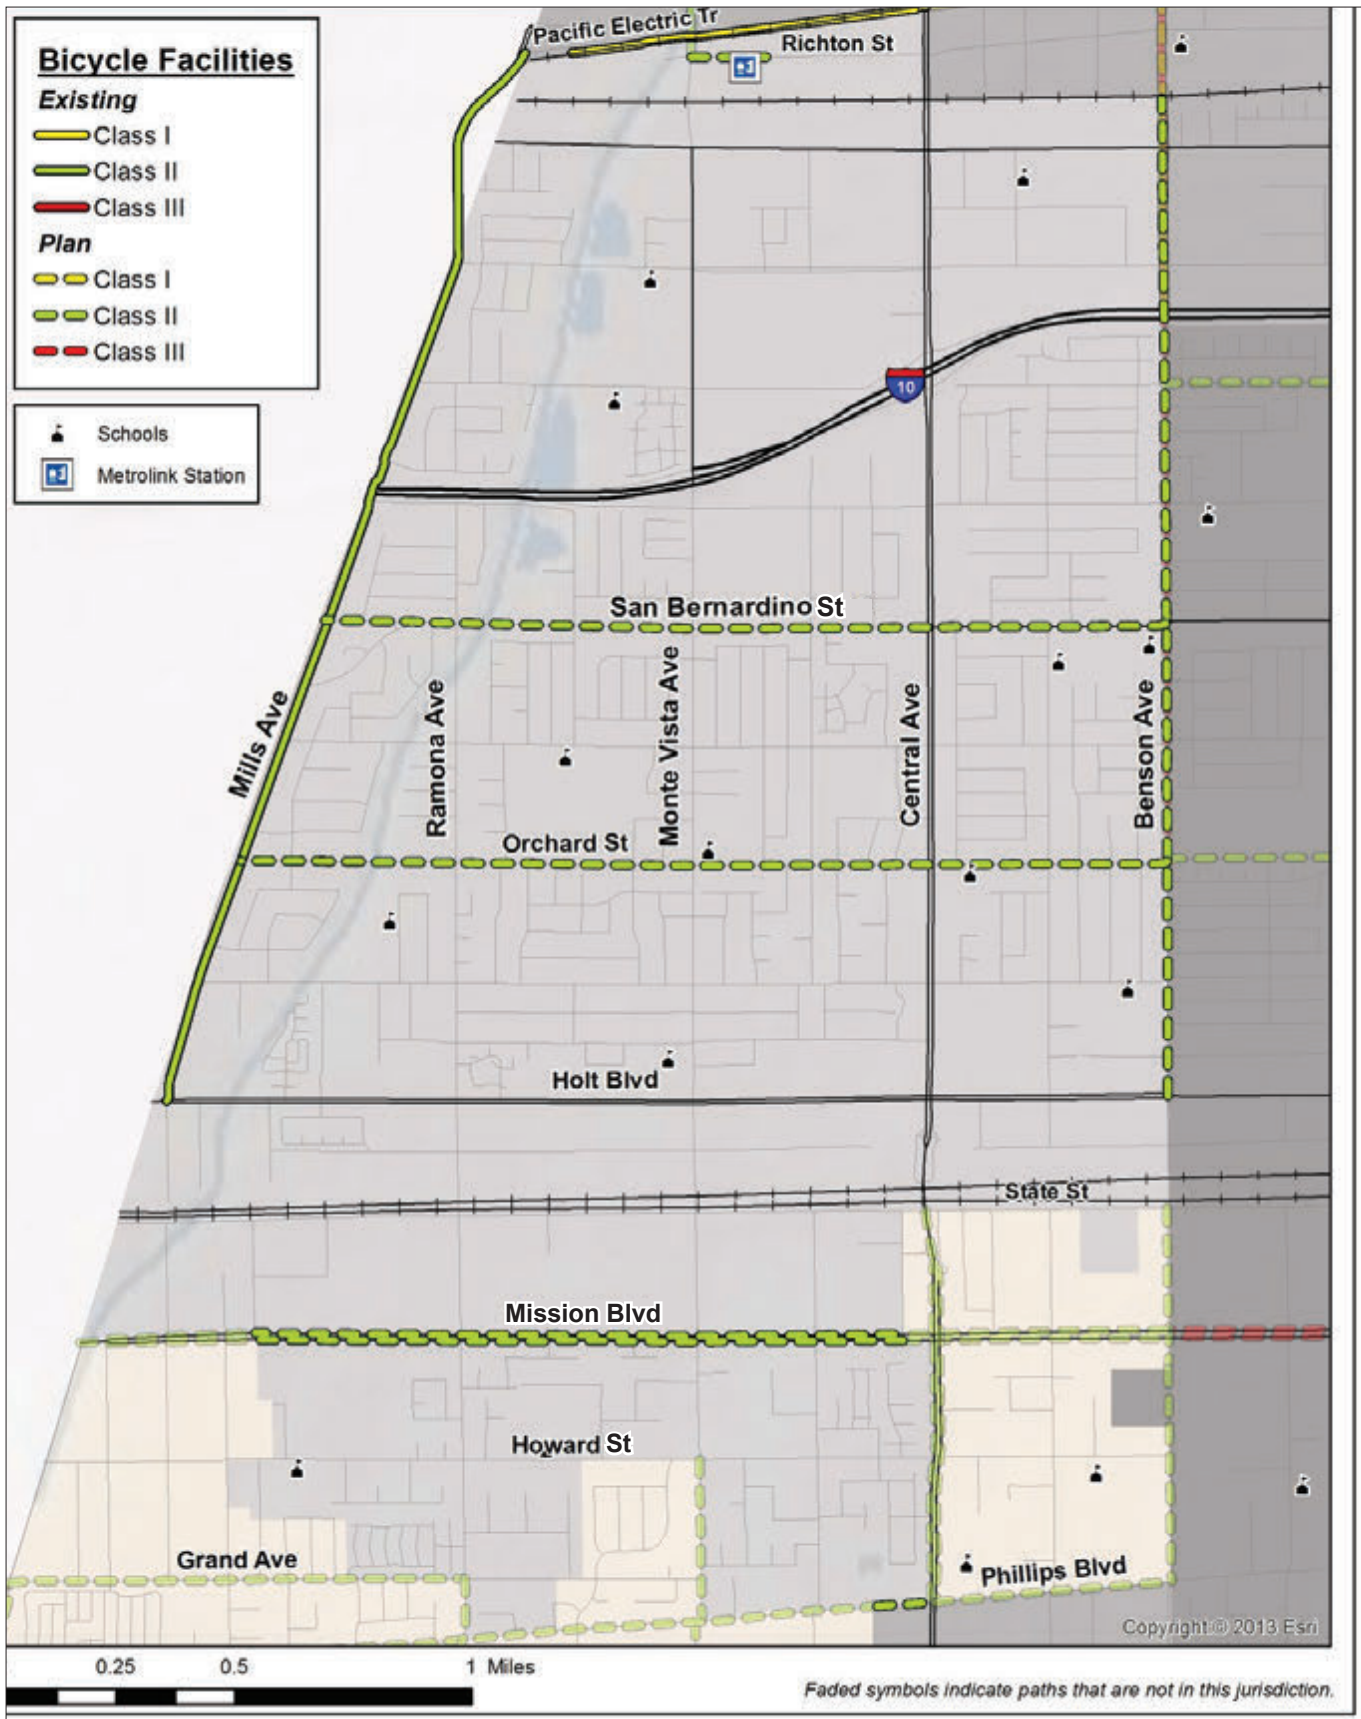 Bicycle Facilities
Existing
Class I
Class II
Class III
Plan
Class I
Class II
Class III
Schools
Metrolink Station
Pacific Electric Tr
Richton St
10
San Bernardino St
Mills Ave
Ramona Ave
Monte Vista Ave
Central Ave
Benson Ave
Orchard St
Holt Blvd
State St
Mission Blvd
Howard St
Grand Ave
Phillips Blvd
Copyright:© 2013 Esri
0.25 0.5 1 Miles
Faded symbols indicate paths that are not in this jurisdiction.